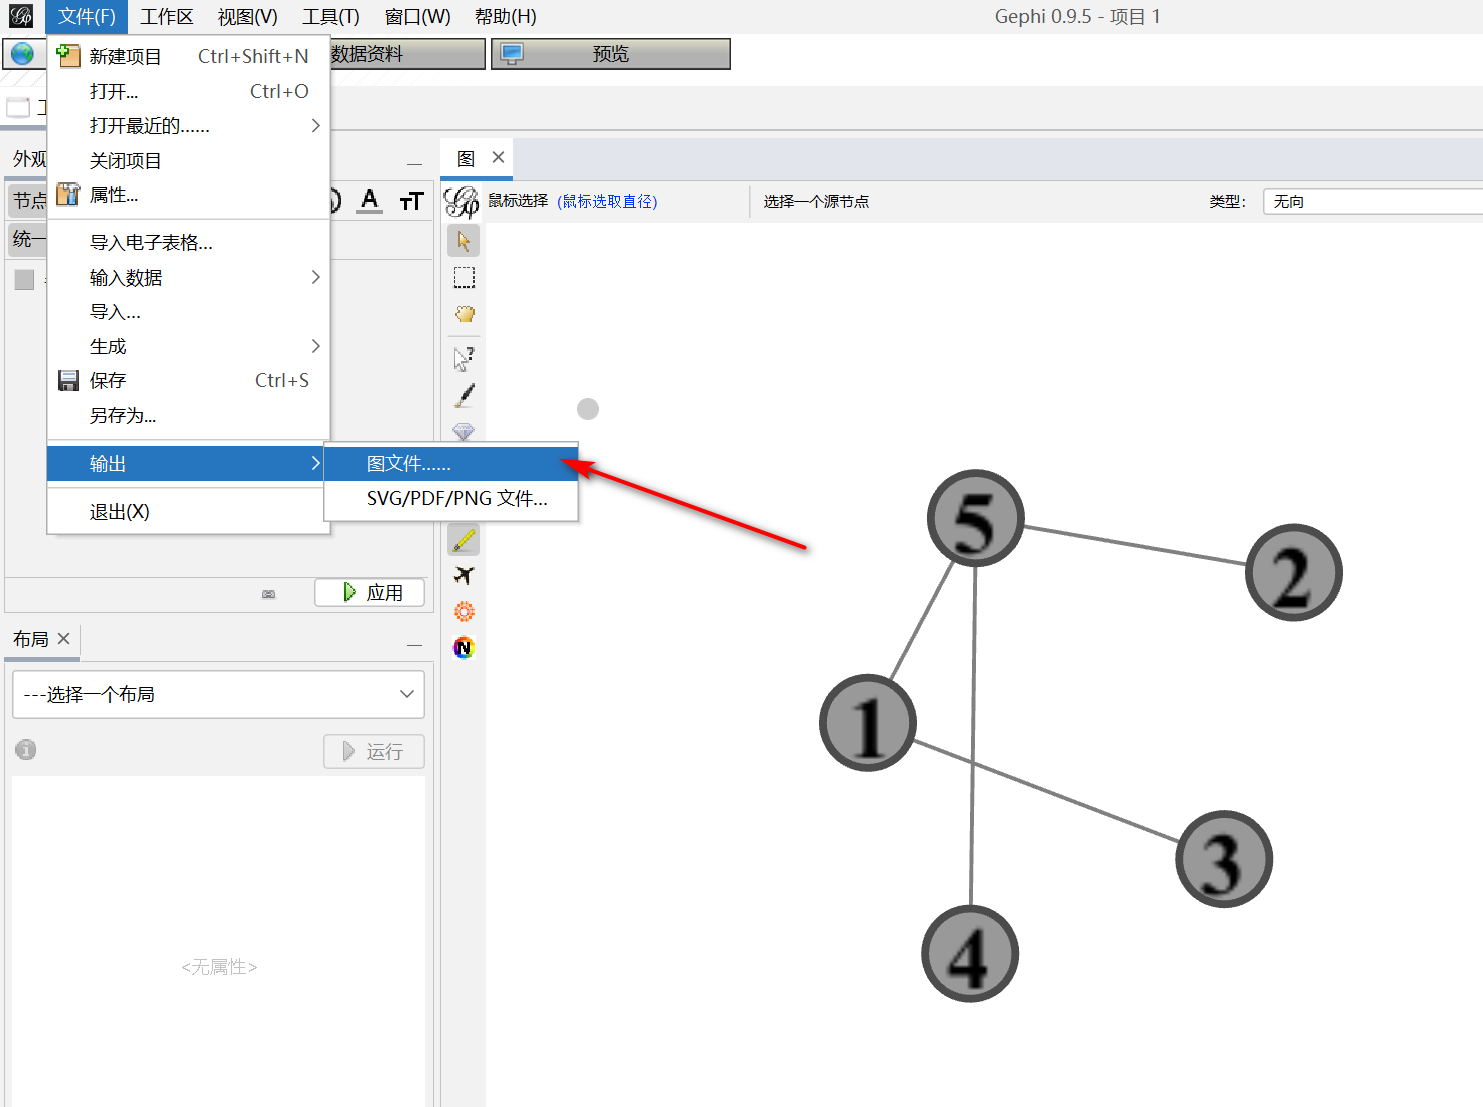 文件(F) 工作区 视图(V) 工具(T) 窗口(W) 帮助(H) Gephi 0.9.5 - 项目 1
数据资料 预览
新建项目 Ctrl+Shift+N
打开... Ctrl+O
打开最近的......
关闭项目
属性...
导入电子表格...
输入数据
导入...
生成
保存 Ctrl+S
另存为...
输出
退出(X)
图文件......
SVG/PDF/PNG 文件...
外观
节点
统一
图
鼠标选择 (鼠标选取直径) 选择一个源节点 类型: 无向
应用
布局
---选择一个布局
运行
<无属性>
5
2
1
3
4